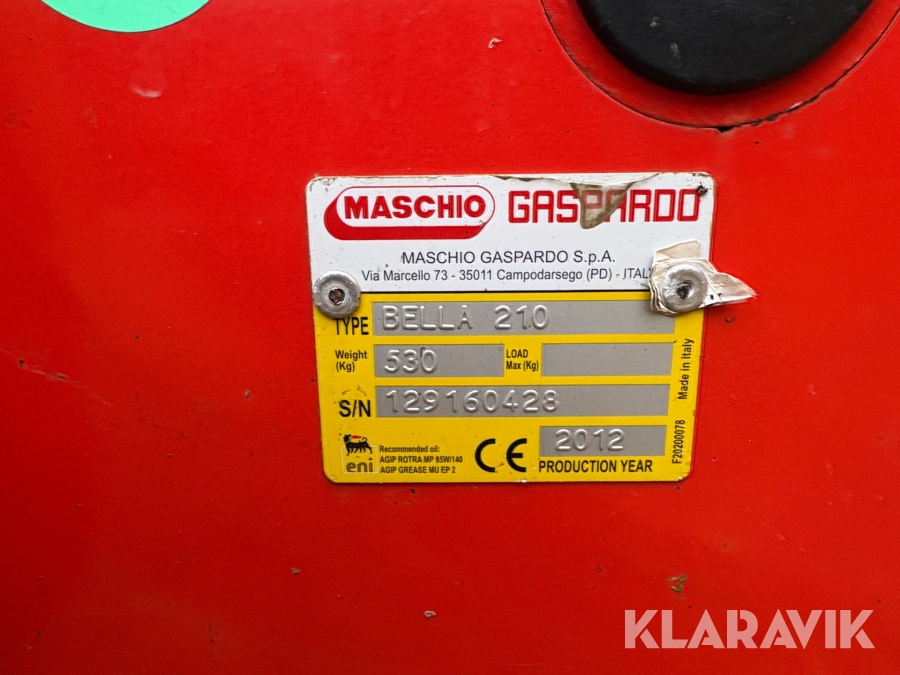 MASCHIO GASPARDO
MASCHIO GASPARDO S.p.A.
Via Marcello 73 - 35011 Campodarsego (PD) - ITALY
TYPE BELLA 210
Weight (Kg) 530 LOAD Max (Kg)
S/N 129160428
2012
eni Recommended oil:
AGIP ROTRA MP 85W/140
AGIP GREASE MU EP 2
CE PRODUCTION YEAR
F20200078 Made in Italy
KLARAVIK